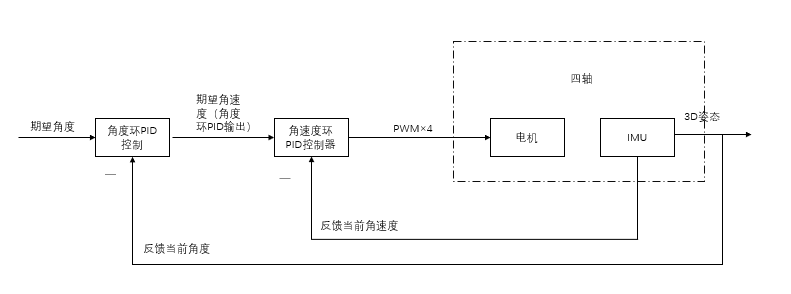 四轴
期望角速
度（角度
环PID输出）
3D姿态
期望角度
角度环PID
控制
角速度环
PID控制器
PWM×4
电机
IMU
—
—
反馈当前角速度
反馈当前角度